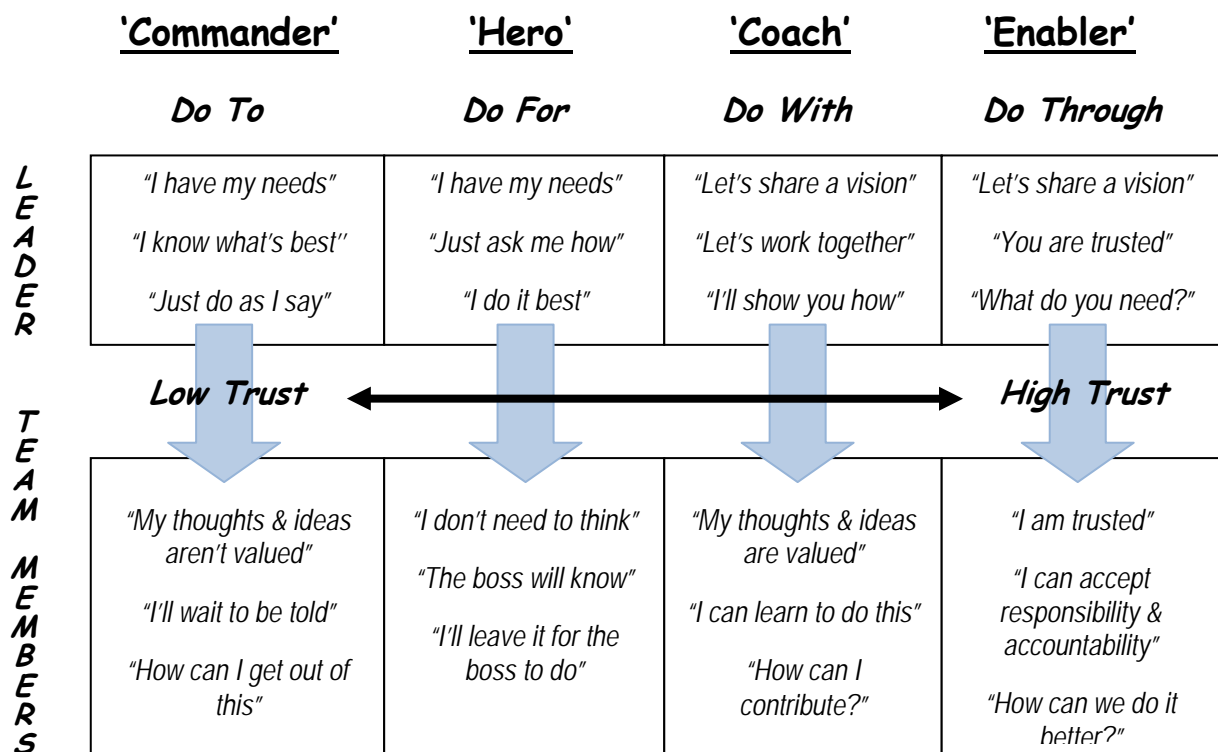 ‘Commander’ ‘Hero‘ ‘Coach’ ‘Enabler’
Do To Do For Do With Do Through
LEADER
“I have my needs” “I have my needs” “Let’s share a vision” “Let’s share a vision”
“I know what’s best’’ “Just ask me how” “Let’s work together” “You are trusted”
“Just do as I say” “I do it best” “I’ll show you how” “What do you need?”
Low Trust High Trust
TEAM MEMBERS
“My thoughts & ideas
aren’t valued”
“I’ll wait to be told”
“How can I get out of
this”
“I don’t need to think”
“The boss will know”
“I’ll leave it for the
boss to do”
“My thoughts & ideas
are valued”
“I can learn to do this”
“How can I
contribute?”
“I am trusted”
“I can accept
responsibility &
accountability”
“How can we do it
better?”